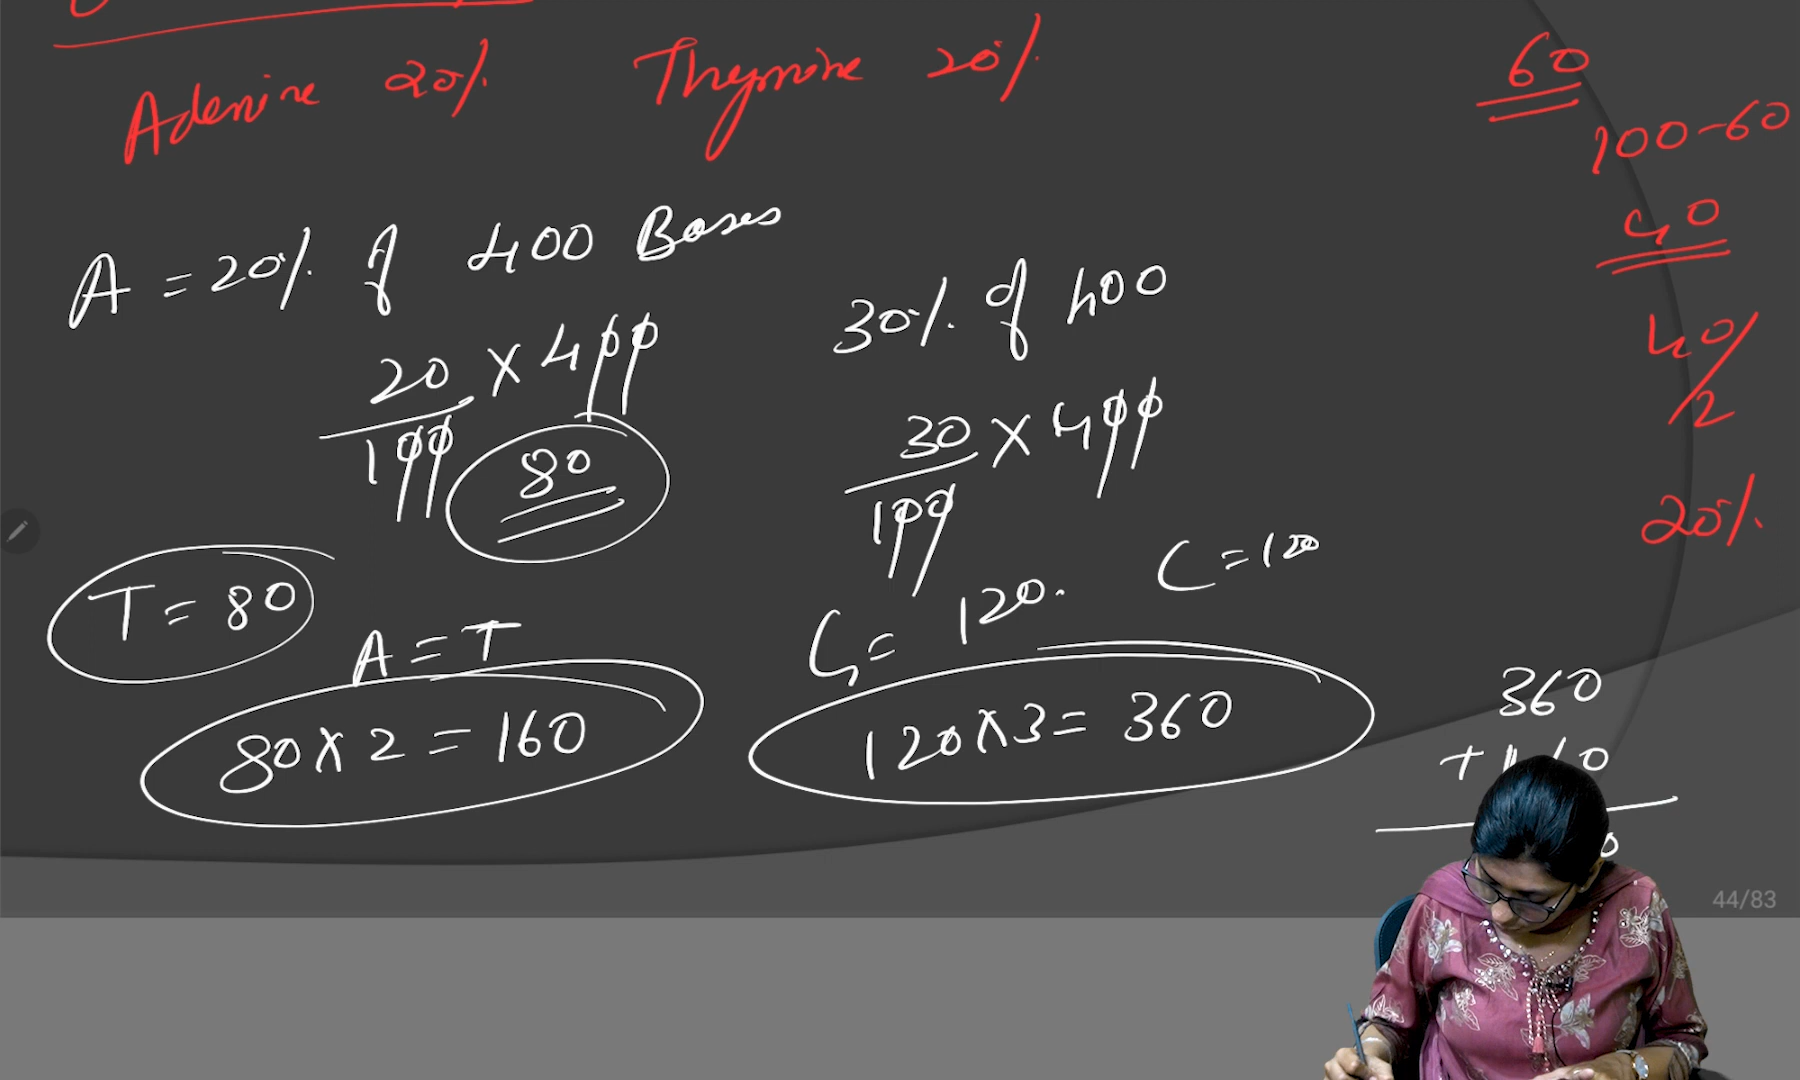 Adenine 20% Thymine 20%
60
100-60
40
40/2
20%
A = 20% of 400 Bases
20/100 × 400
80
T = 80
A = T
80 × 2 = 160
30% of 400
30/100 × 400
G = 120.
C = 120
120 × 3 = 360
360
44/83